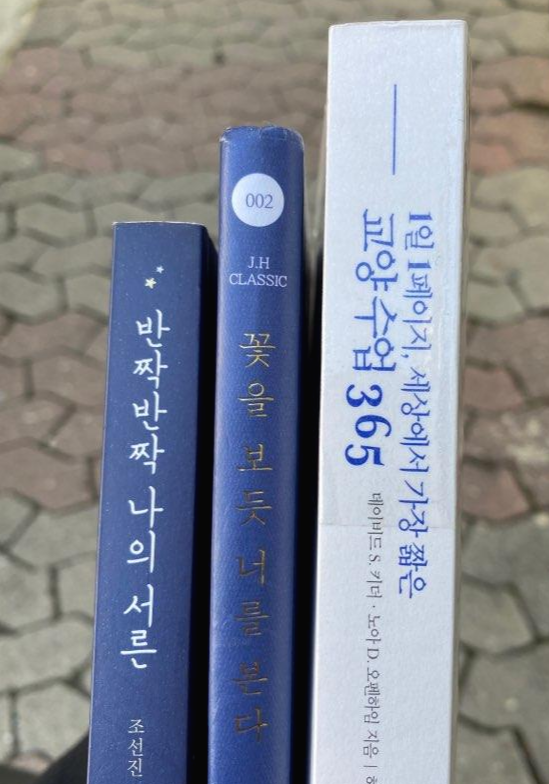 반짝반짝 나의 서른
조선진
002
J.H
CLASSIC
꽃을 보듯 너를 본다
1일 1페이지, 세상에서 가장 짧은
교양 수업 365
데이비드 S. 키더 · 노아 D. 오펜하임 지음 |